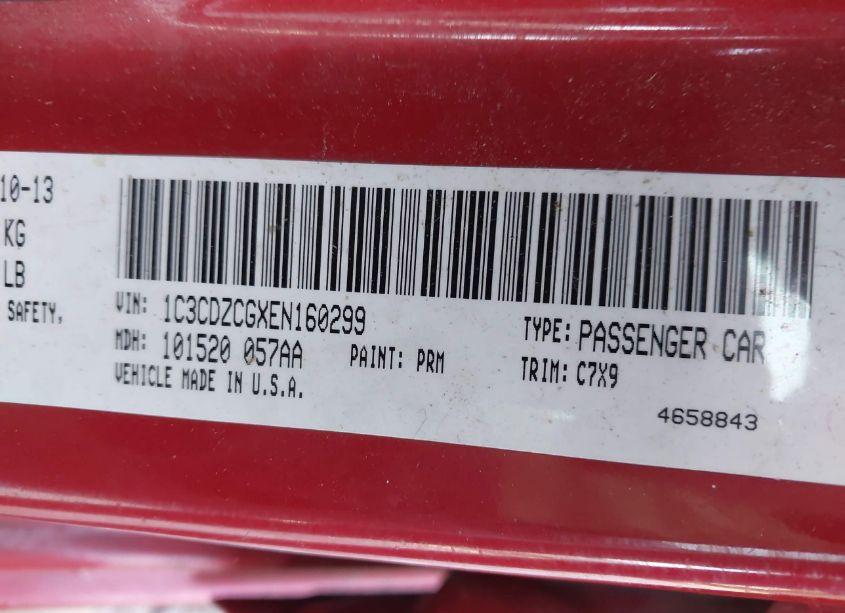 10-13
KG
LB
SAFETY,
VIN: 1C3CDZCGXEN160299 TYPE: PASSENGER CAR
MDH: 101520 057AA PAINT: PRM TRIM: C7X9
VEHICLE MADE IN U.S.A.
4658843